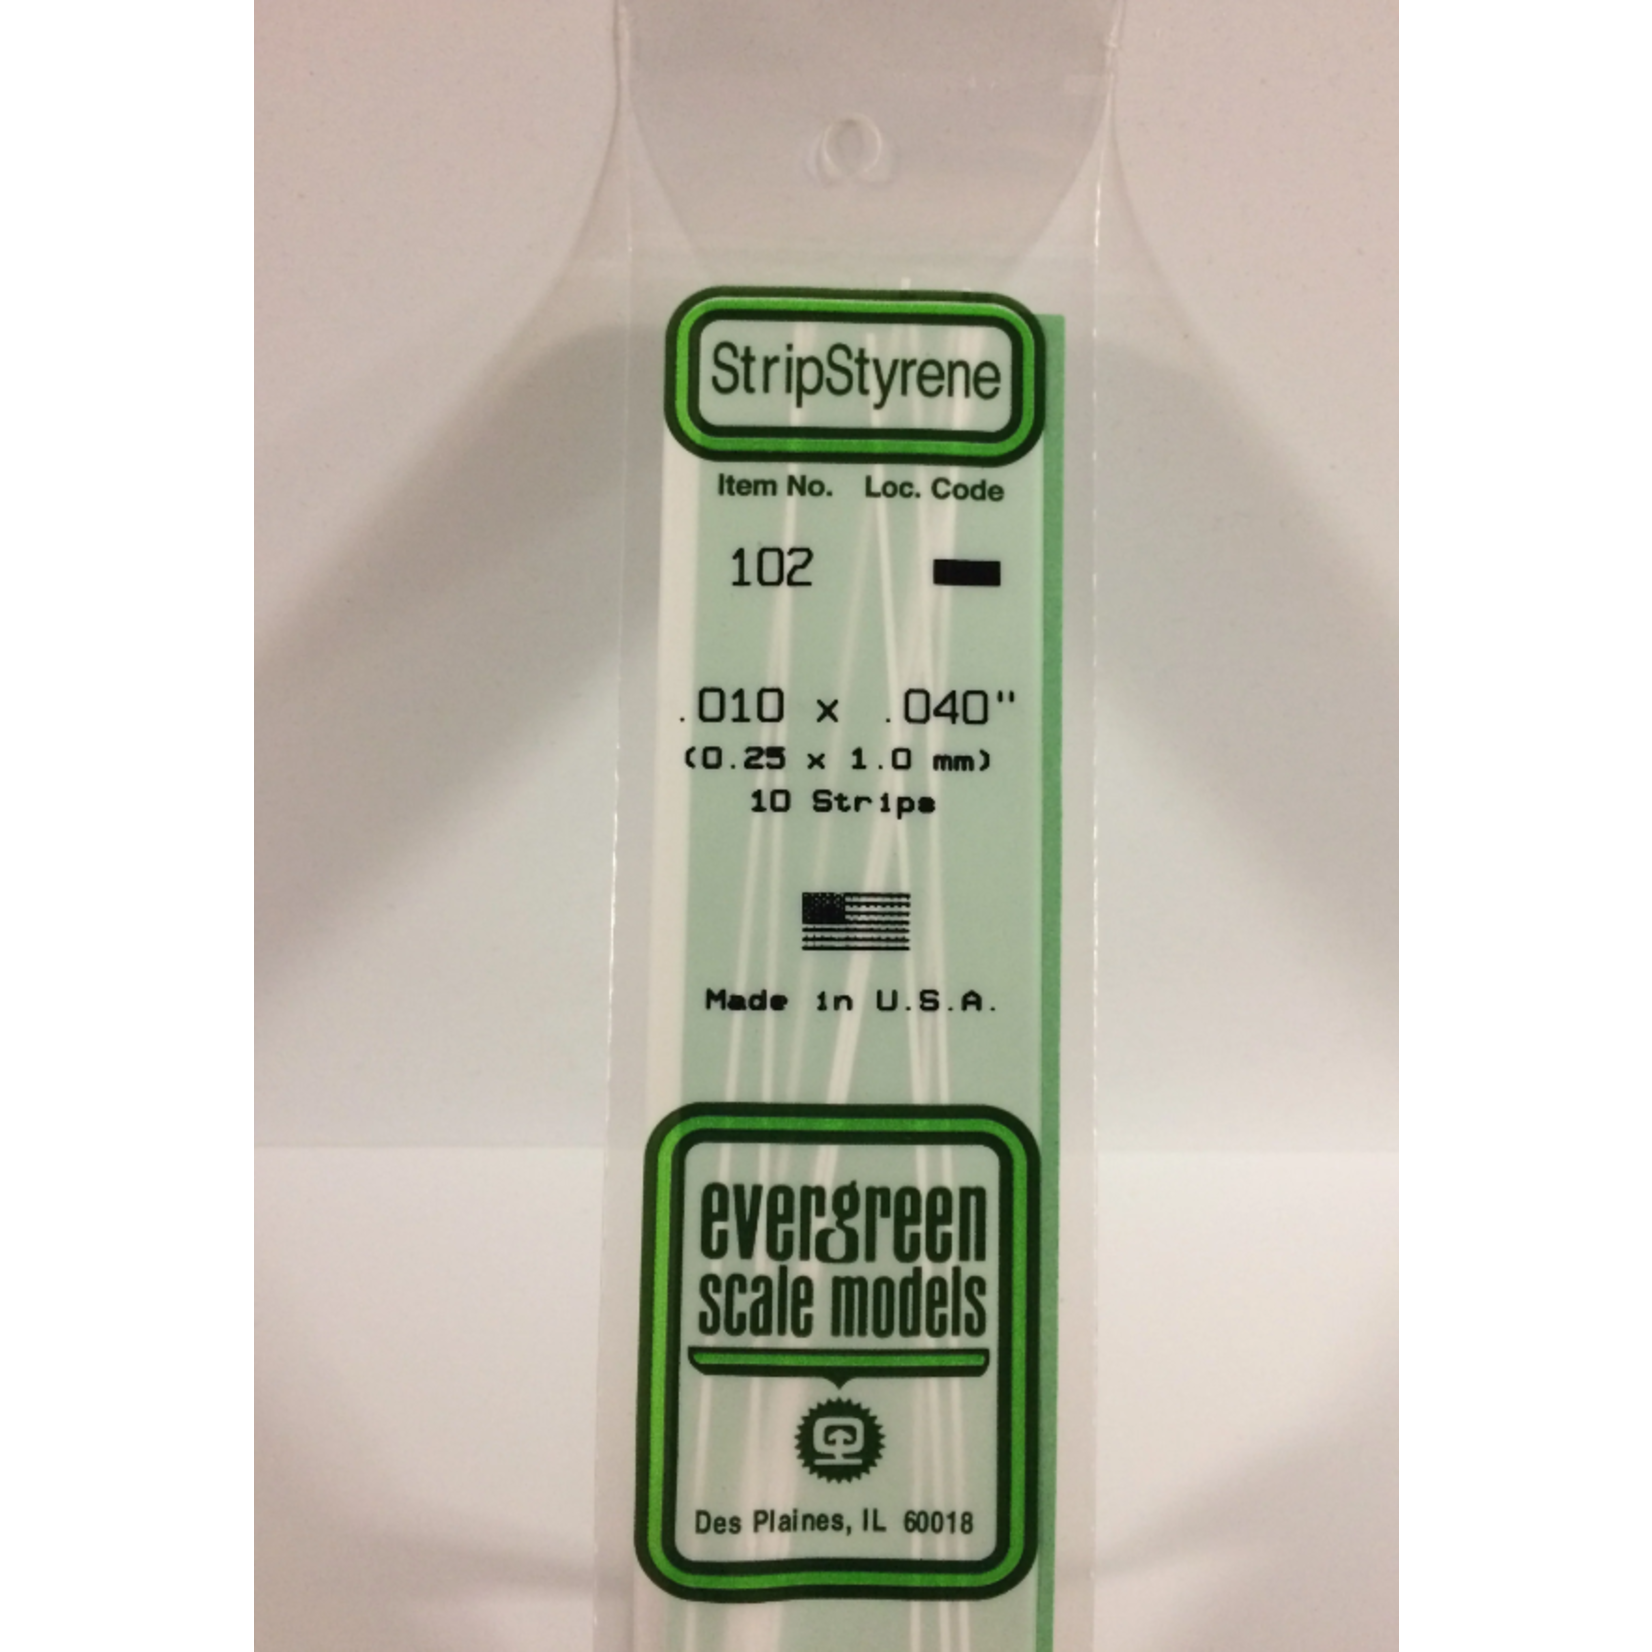 StripStyrene
Item No. Loc. Code
102
.010 x .040"
(0.25 x 1.0 mm)
10 Strips
Made in U.S.A.
evergreen
scale models
Des Plaines, IL 60018